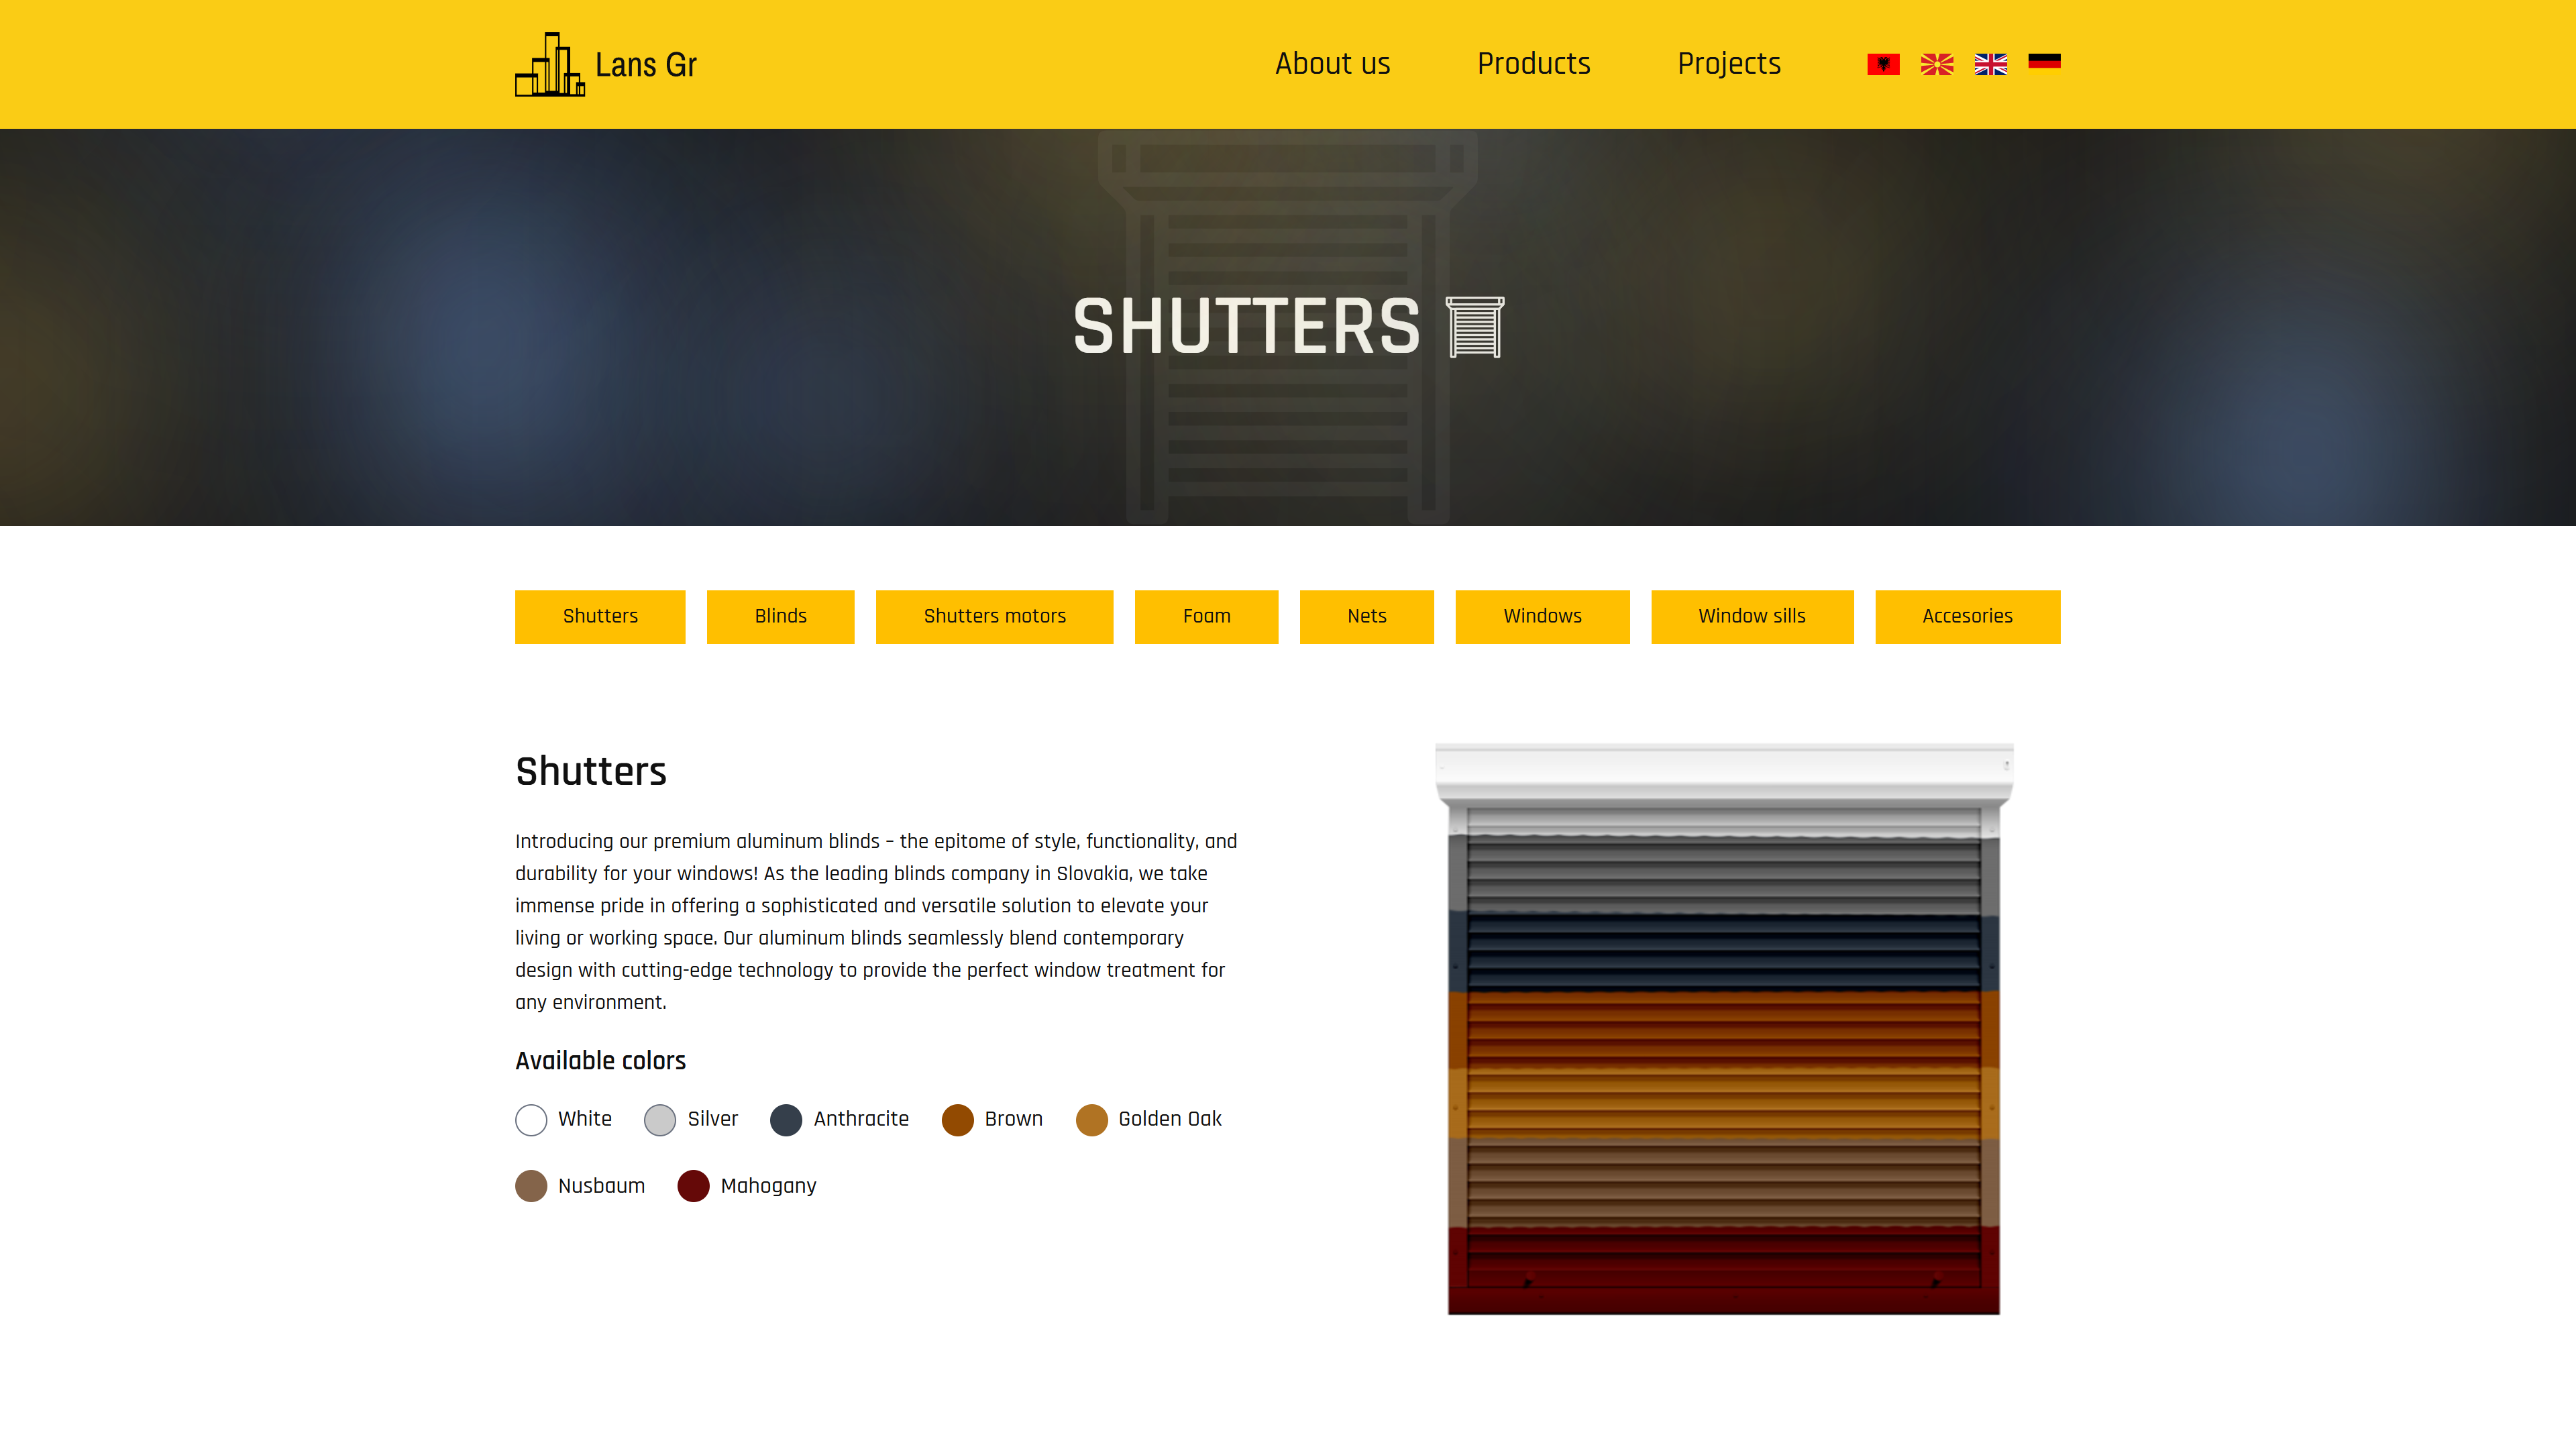 Lans Gr
About us Products Projects
SHUTTERS
Shutters Blinds Shutters motors Foam Nets Windows Window sills Accesories
Shutters
Introducing our premium aluminum blinds – the epitome of style, functionality, and
durability for your windows! As the leading blinds company in Slovakia, we take
immense pride in offering a sophisticated and versatile solution to elevate your
living or working space. Our aluminum blinds seamlessly blend contemporary
design with cutting-edge technology to provide the perfect window treatment for
any environment.
Available colors
White Silver Anthracite Brown Golden Oak
Nusbaum Mahogany